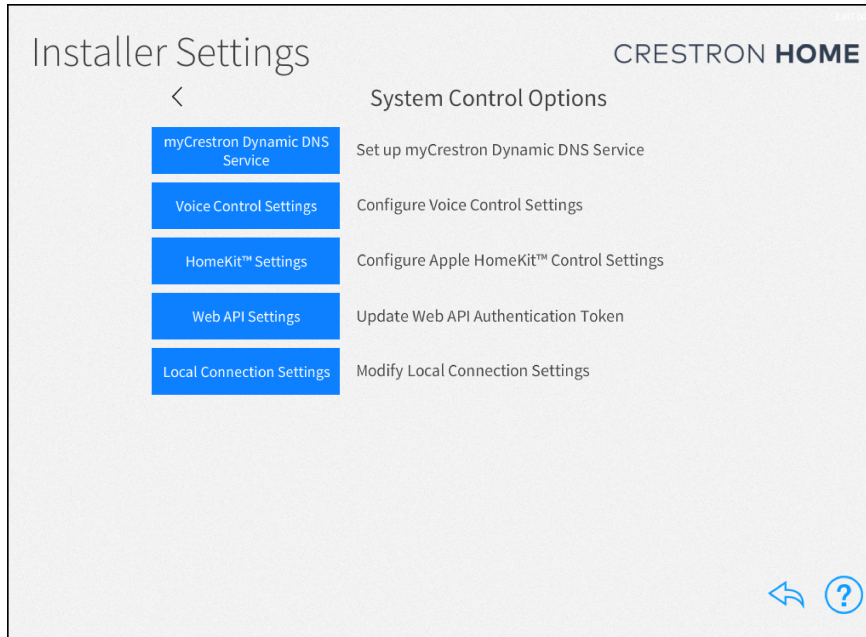 Installer Settings
CRESTRON HOME
System Control Options
myCrestron Dynamic DNS
Service
Set up myCrestron Dynamic DNS Service
Voice Control Settings
Configure Voice Control Settings
HomeKit™ Settings
Configure Apple HomeKit™ Control Settings
Web API Settings
Update Web API Authentication Token
Local Connection Settings
Modify Local Connection Settings
?